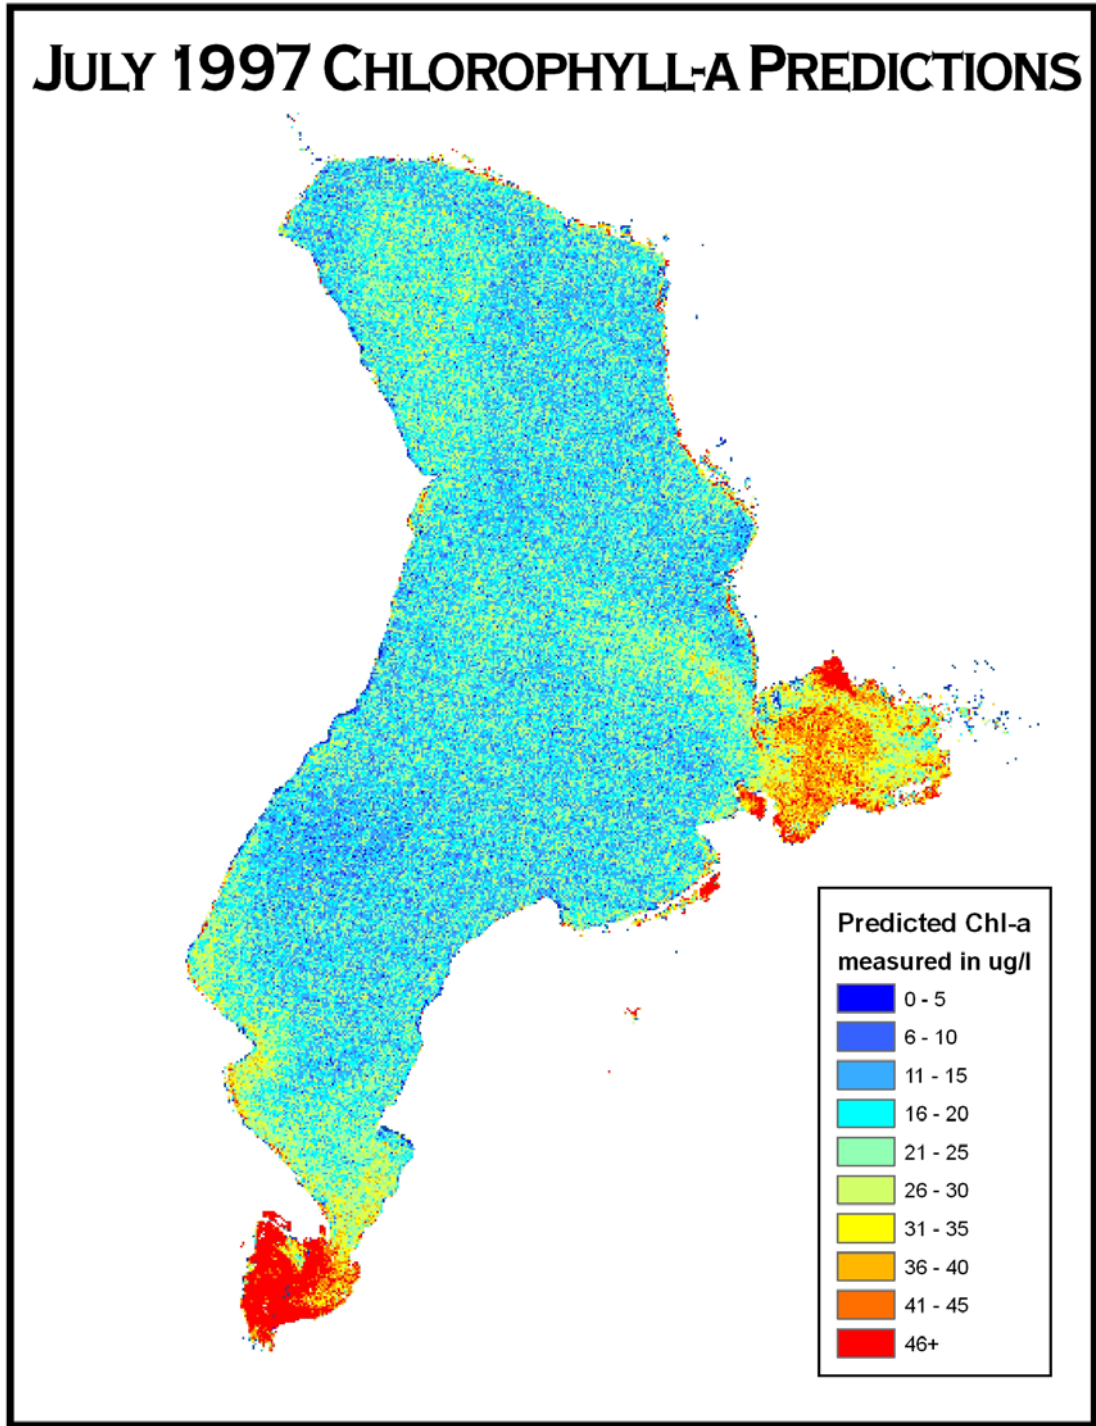 JULY 1997 CHLOROPHYLL-A PREDICTIONS
Predicted Chl-a
measured in ug/l
0 - 5
6 - 10
11 - 15
16 - 20
21 - 25
26 - 30
31 - 35
36 - 40
41 - 45
46+